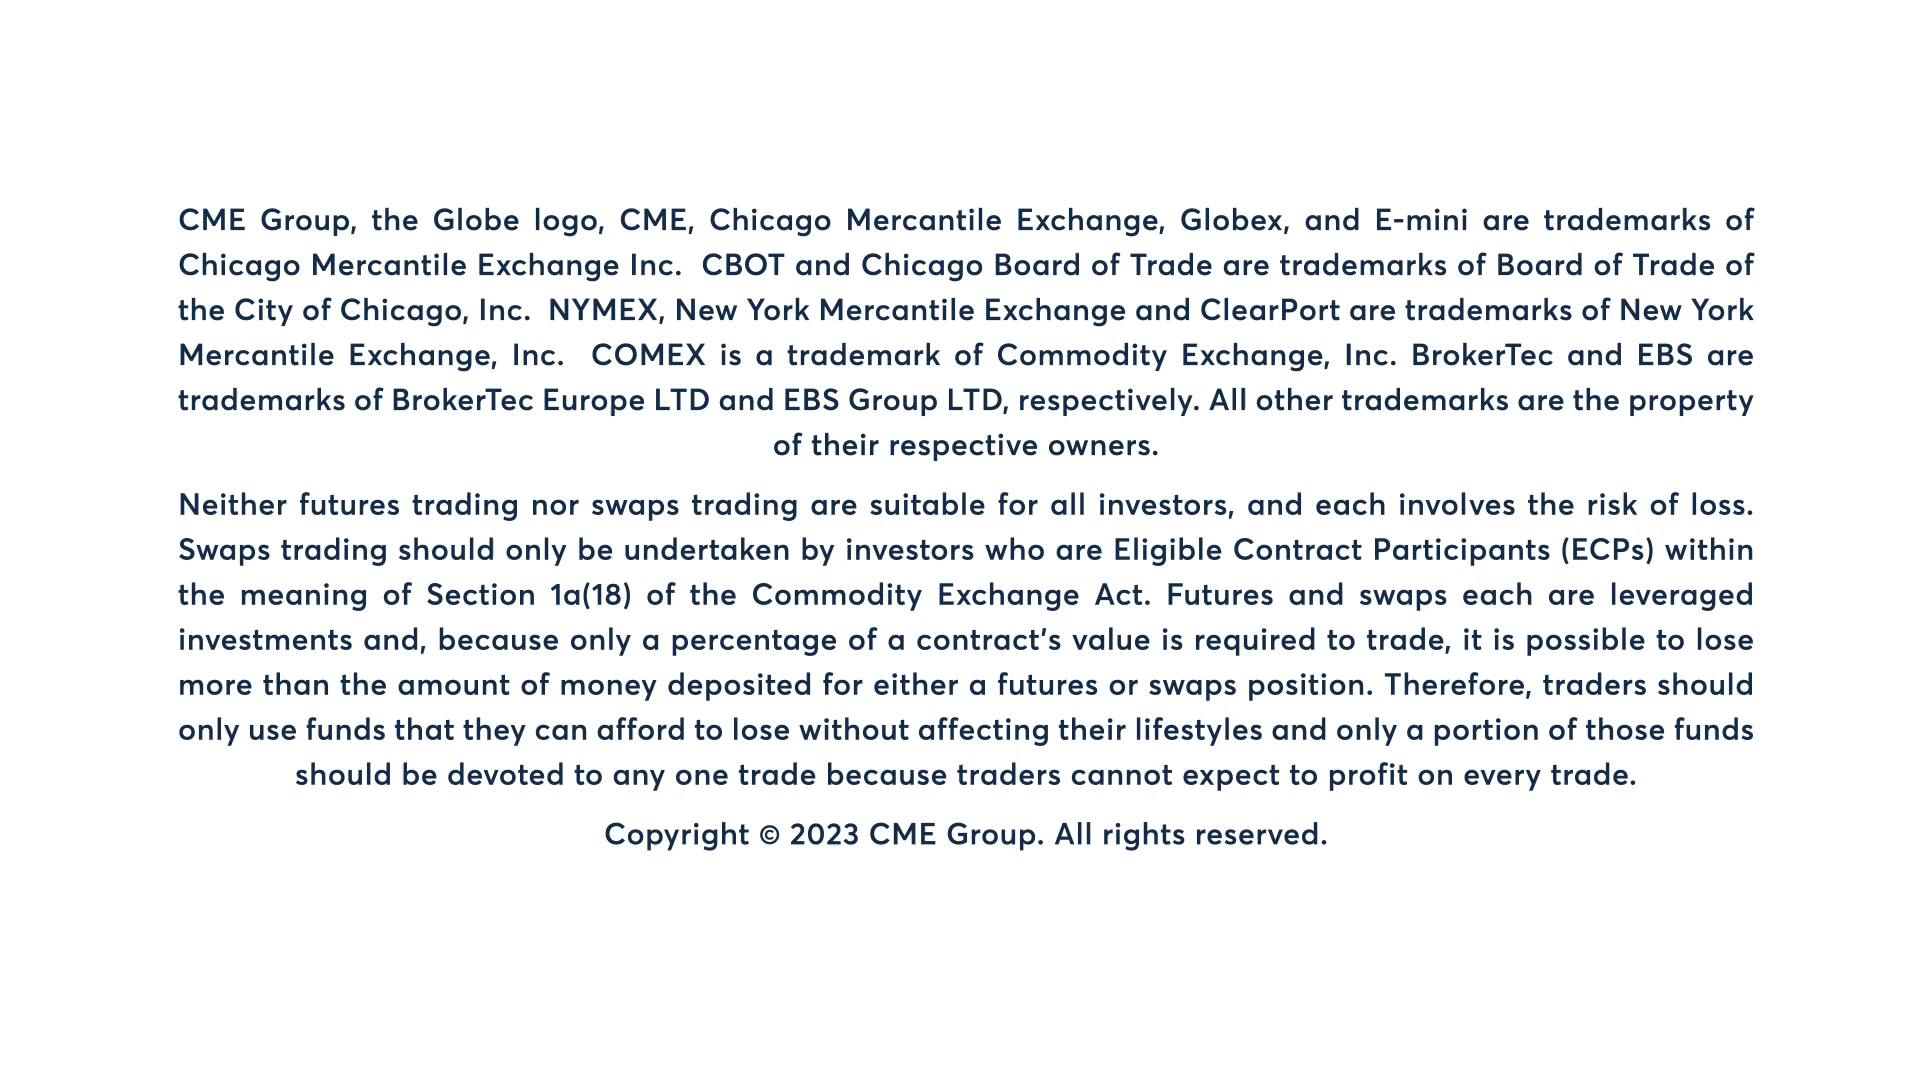 CME Group, the Globe logo, CME, Chicago Mercantile Exchange, Globex, and E-mini are trademarks of
Chicago Mercantile Exchange Inc.  CBOT and Chicago Board of Trade are trademarks of Board of Trade of
the City of Chicago, Inc.  NYMEX, New York Mercantile Exchange and ClearPort are trademarks of New York
Mercantile Exchange, Inc.  COMEX is a trademark of Commodity Exchange, Inc. BrokerTec and EBS are
trademarks of BrokerTec Europe LTD and EBS Group LTD, respectively. All other trademarks are the property
of their respective owners.
Neither futures trading nor swaps trading are suitable for all investors, and each involves the risk of loss.
Swaps trading should only be undertaken by investors who are Eligible Contract Participants (ECPs) within
the meaning of Section 1a(18) of the Commodity Exchange Act. Futures and swaps each are leveraged
investments and, because only a percentage of a contract’s value is required to trade, it is possible to lose
more than the amount of money deposited for either a futures or swaps position. Therefore, traders should
only use funds that they can afford to lose without affecting their lifestyles and only a portion of those funds
should be devoted to any one trade because traders cannot expect to profit on every trade.
Copyright © 2023 CME Group. All rights reserved.